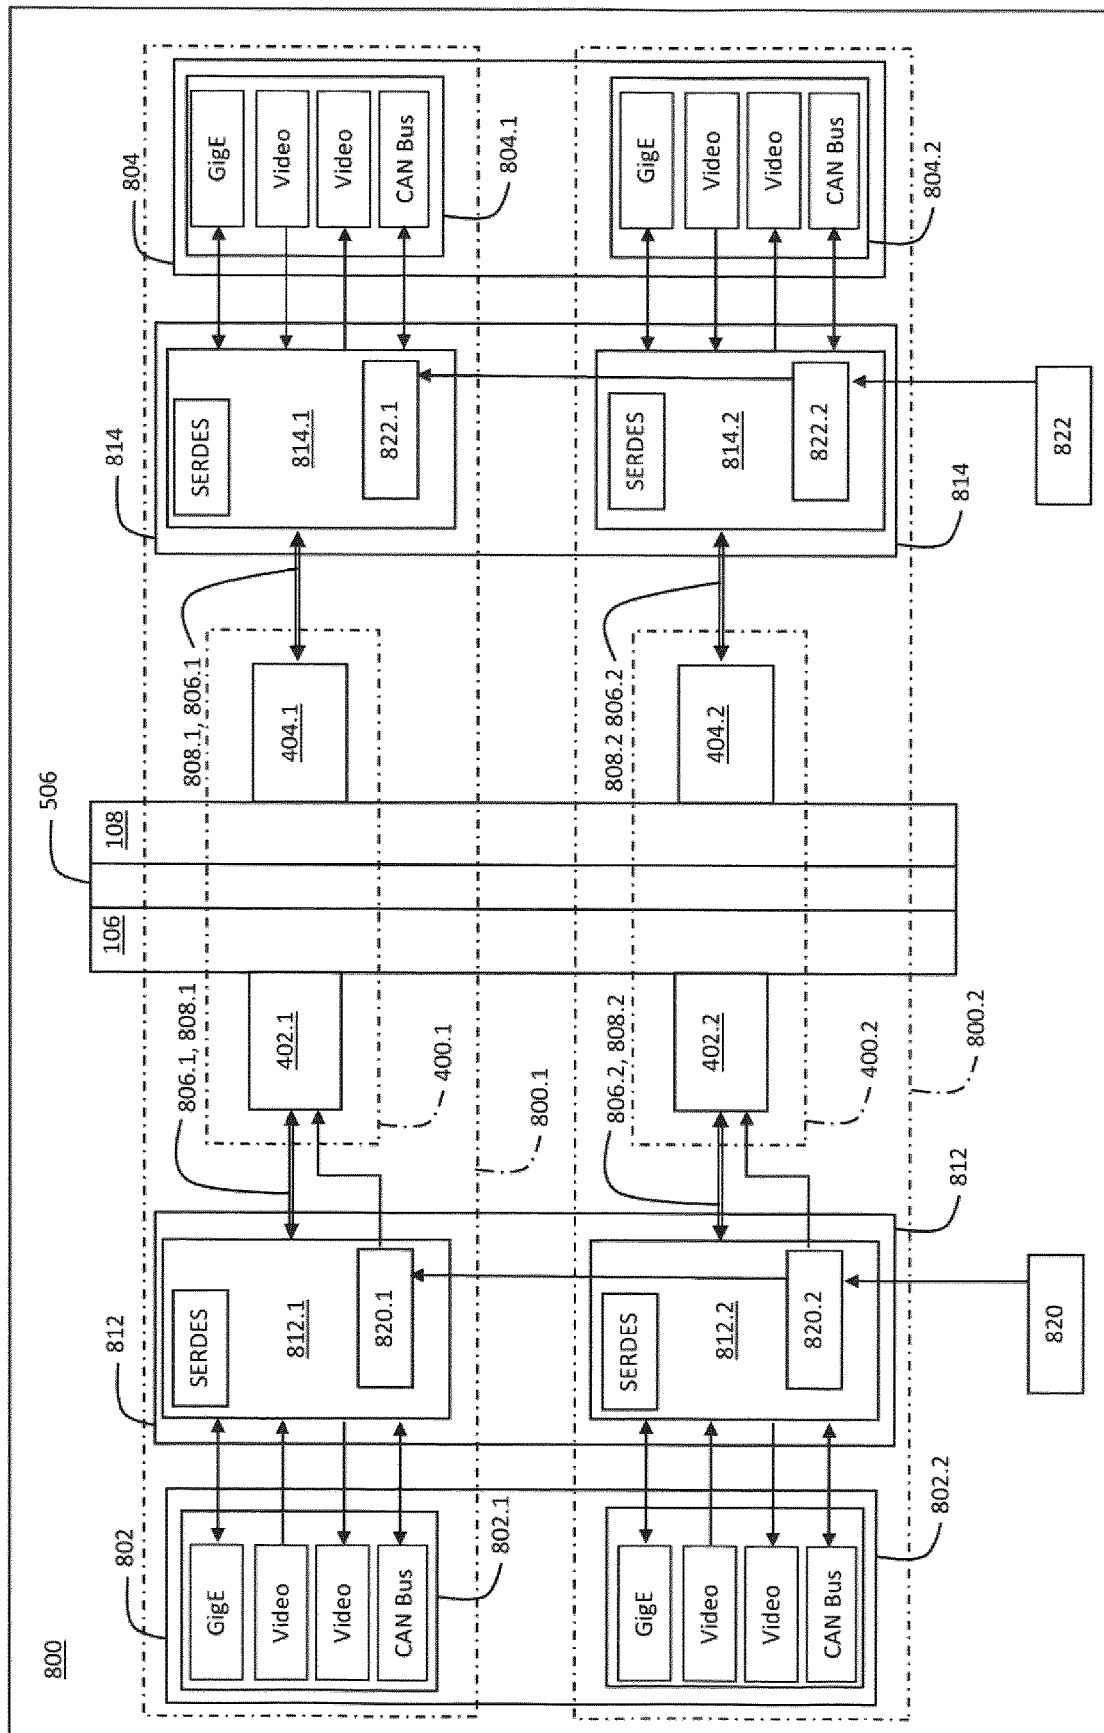 800
802
GigE
Video
Video
CAN Bus
802.1
812
SERDES
812.1
820.1
806.1, 808.1
402.1
400.1
800.1
106
506
108
404.1
808.1, 806.1
814
SERDES
814.1
822.1
804
GigE
Video
Video
CAN Bus
804.1
GigE
Video
Video
CAN Bus
802.2
SERDES
812.2
820.2
812
820
806.2, 808.2
402.2
400.2
800.2
404.2
808.2 806.2
SERDES
814.2
822.2
814
822
GigE
Video
Video
CAN Bus
804.2